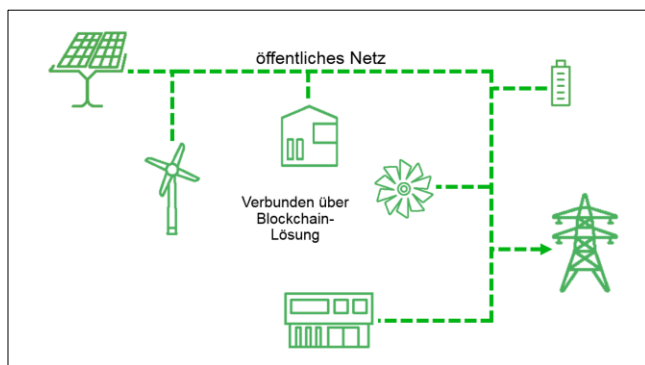 öffentliches Netz
Verbunden über
Blockchain-
Lösung